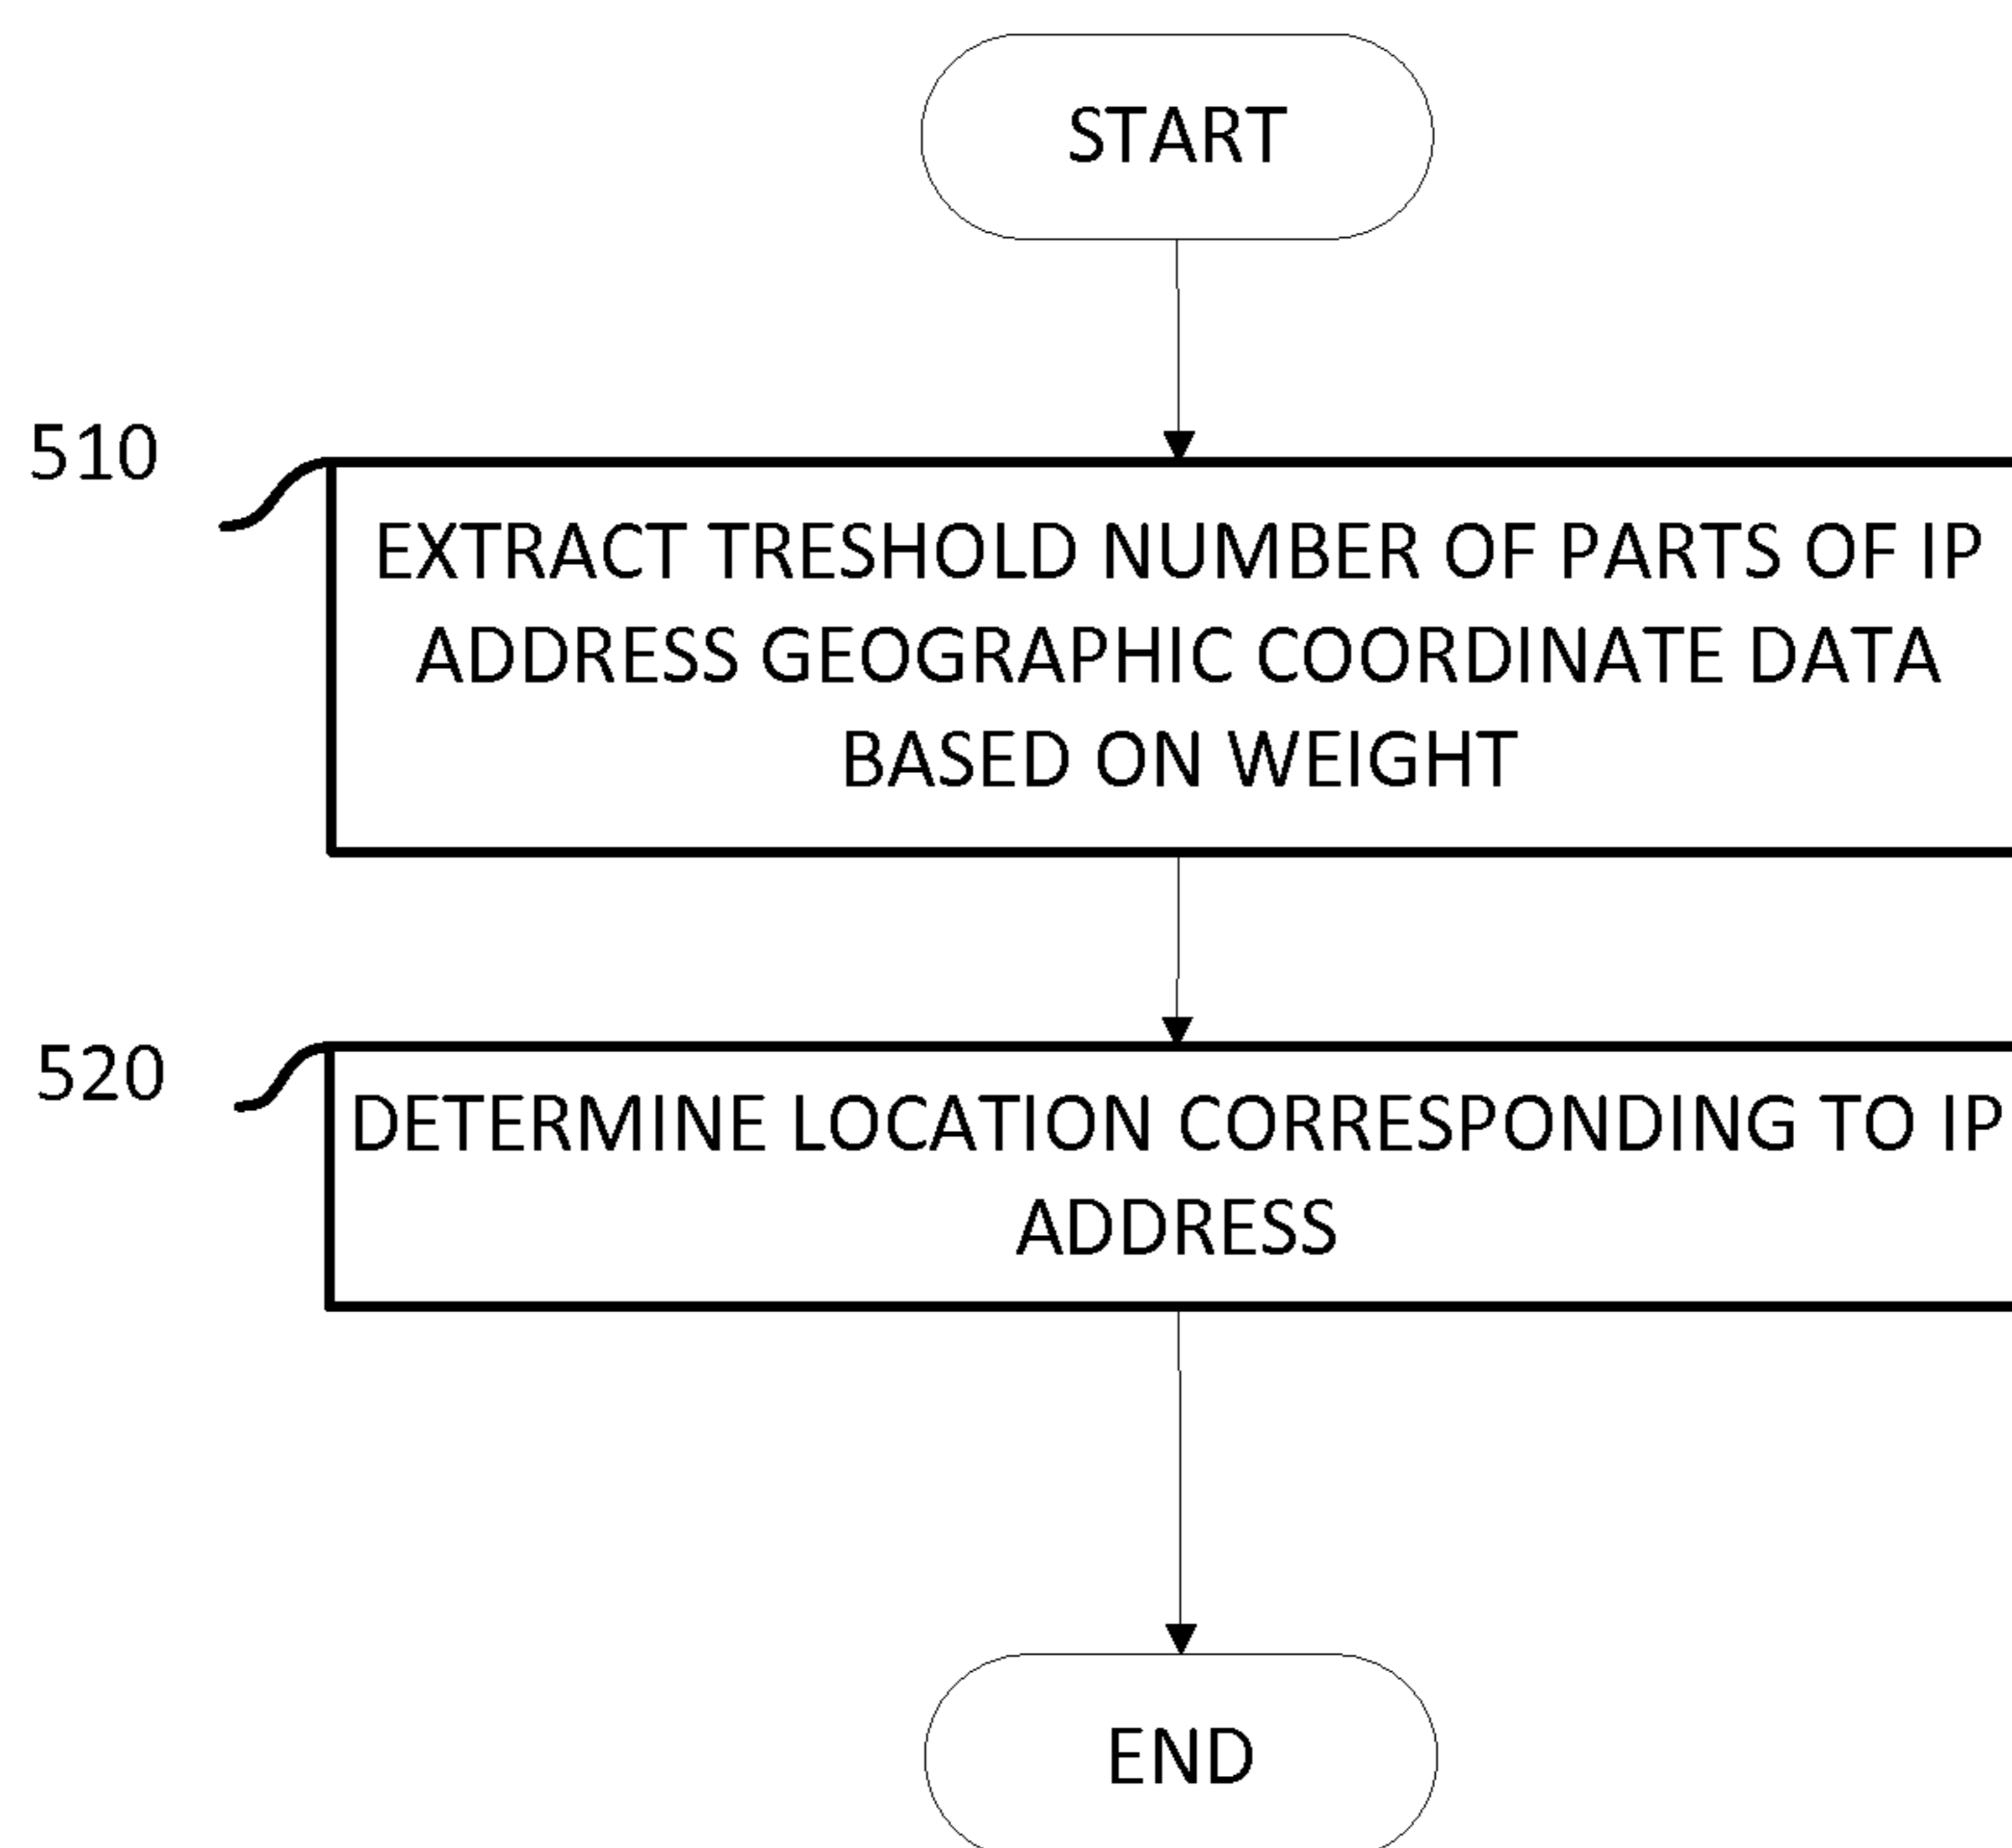 START
510
EXTRACT TRESHOLD NUMBER OF PARTS OF IP
ADDRESS GEOGRAPHIC COORDINATE DATA
BASED ON WEIGHT
520
DETERMINE LOCATION CORRESPONDING TO IP
ADDRESS
END